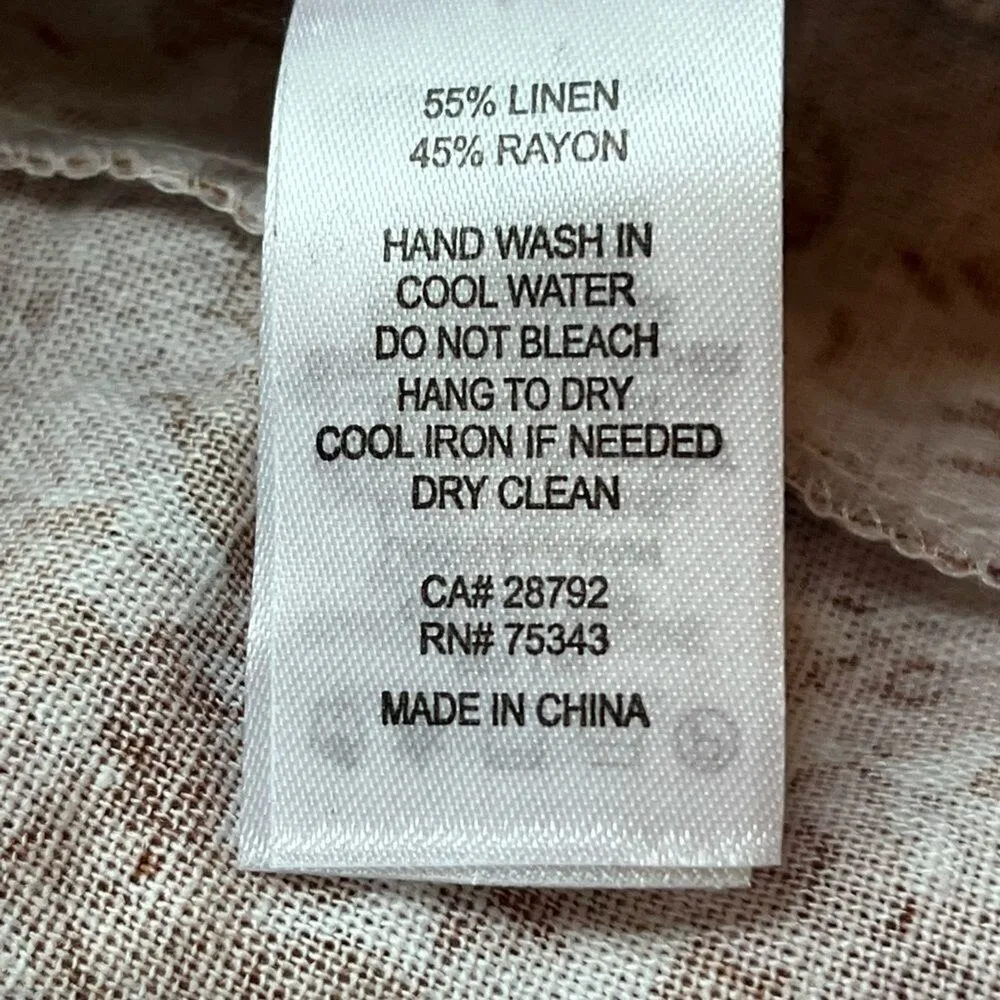 55% LINEN
45% RAYON
HAND WASH IN
COOL WATER
DO NOT BLEACH
HANG TO DRY
COOL IRON IF NEEDED
DRY CLEAN
CA# 28792
RN# 75343
MADE IN CHINA